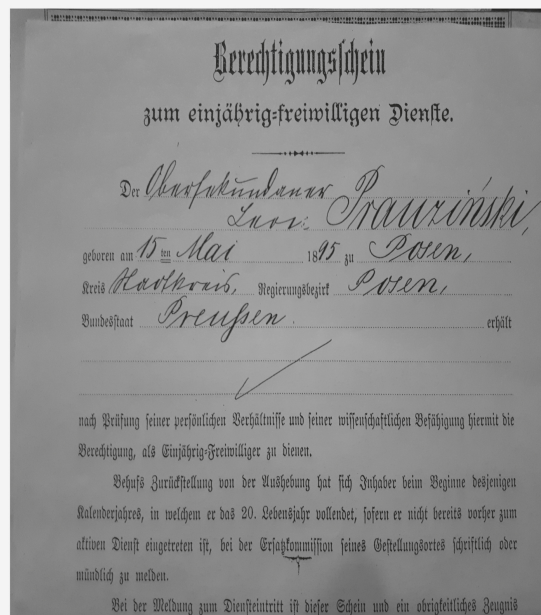 Berechtigungsschein
zum einjährig-freiwilligen Dienste.
Der Obersekundaner
Leo: Pranziński,
geboren am 15ten Mai 1895 zu Posen,
Kreis Stadtkreis, Regierungsbezirk Posen,
Bundesstaat Preußen. erhält
nach Prüfung seiner persönlichen Verhältnisse und seiner wissenschaftlichen Befähigung hiermit die
Berechtigung, als Einjährig-Freiwilliger zu dienen.
Behufs Zurückstellung von der Aushebung hat sich Inhaber beim Beginne desjenigen
Kalenderjahres, in welchem er das 20. Lebensjahr vollendet, sofern er nicht bereits vorher zum
aktiven Dienst eingetreten ist, bei der Ersatzkommission seines Gestellungsortes schriftlich oder
mündlich zu melden.
Bei der Meldung zum Diensteintritt ist dieser Schein und ein obrigkeitliches Zeugnis